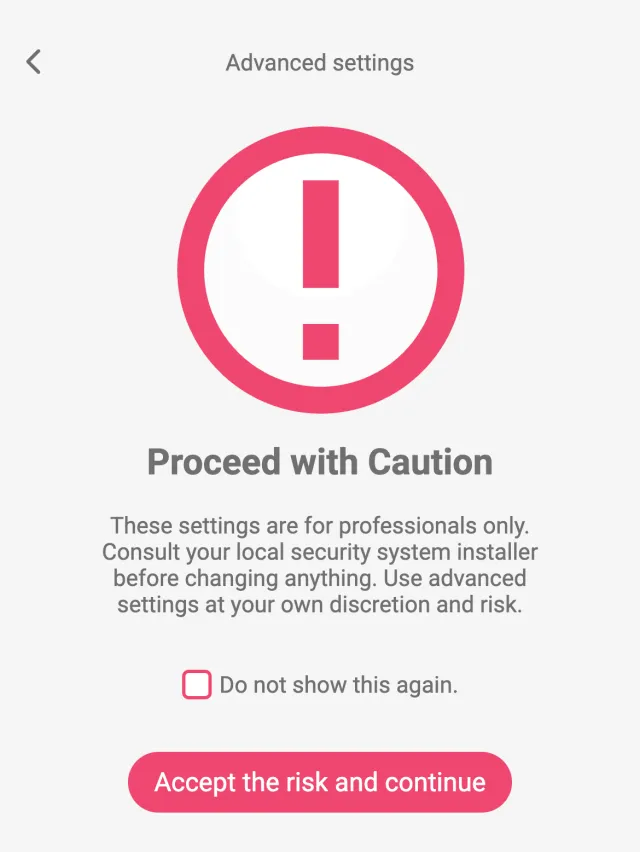 Advanced settings
Proceed with Caution
These settings are for professionals only.
Consult your local security system installer
before changing anything. Use advanced
settings at your own discretion and risk.
Do not show this again.
Accept the risk and continue